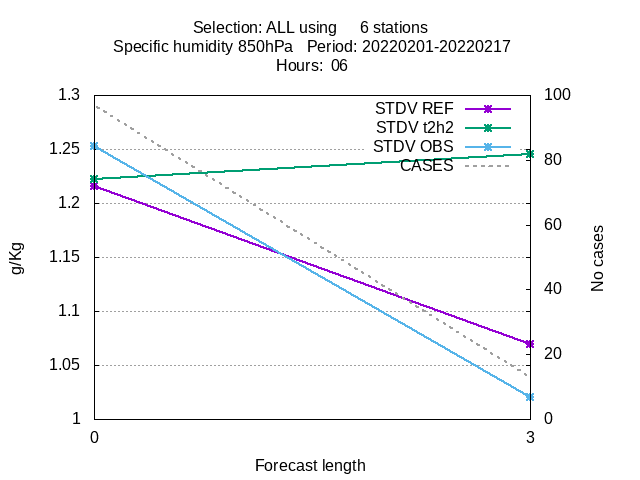 Selection: ALL using     6 stations
Specific humidity 850hPa   Period: 20220201-20220217
Hours:  06
1.3
1.25
1.2
1.15
1.1
1.05
1
g/Kg
STDV REF
STDV t2h2
STDV OBS
CASES
100
80
60
40
20
0
No cases
0
3
Forecast length